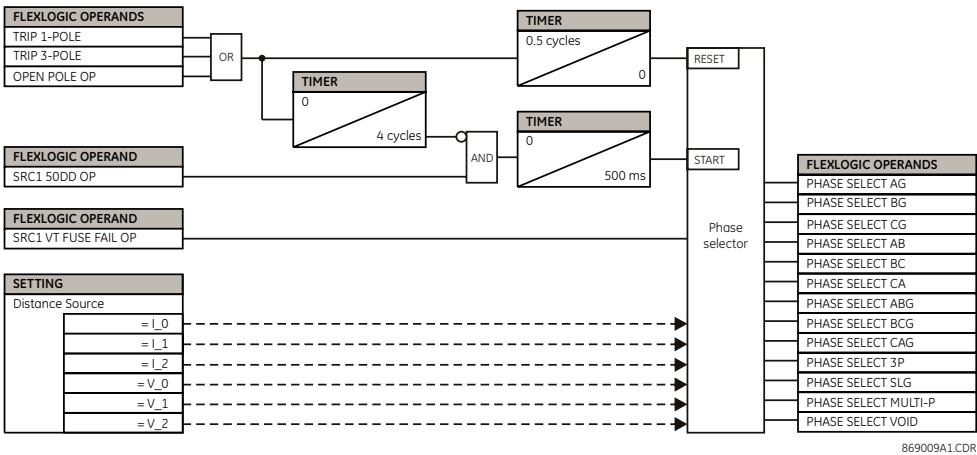 FLEXLOGIC OPERANDS
TRIP 1-POLE
TRIP 3-POLE
OPEN POLE OP
OR
TIMER
0.5 cycles
0
RESET
TIMER
0
4 cycles
AND
TIMER
0
500 ms
START
FLEXLOGIC OPERAND
SRC1 50DD OP
FLEXLOGIC OPERAND
SRC1 VT FUSE FAIL OP
SETTING
Distance Source
= I_0
= I_1
= I_2
= V_0
= V_1
= V_2
Phase
selector
FLEXLOGIC OPERANDS
PHASE SELECT AG
PHASE SELECT BG
PHASE SELECT CG
PHASE SELECT AB
PHASE SELECT BC
PHASE SELECT CA
PHASE SELECT ABG
PHASE SELECT BCG
PHASE SELECT CAG
PHASE SELECT 3P
PHASE SELECT SLG
PHASE SELECT MULTI-P
PHASE SELECT VOID
869009A1.CDR